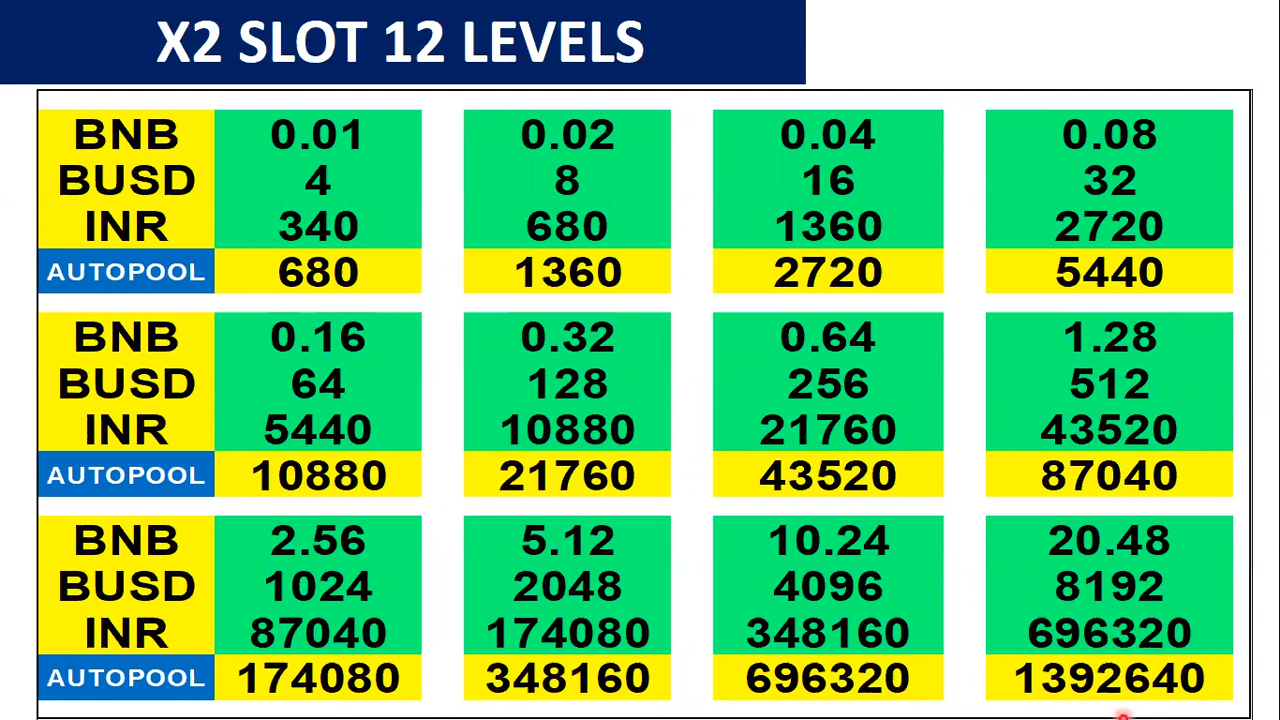 X2 SLOT 12 LEVELS
BNB 0.01 0.02 0.04 0.08
BUSD 4 8 16 32
INR 340 680 1360 2720
AUTOPOOL 680 1360 2720 5440
BNB 0.16 0.32 0.64 1.28
BUSD 64 128 256 512
INR 5440 10880 21760 43520
AUTOPOOL 10880 21760 43520 87040
BNB 2.56 5.12 10.24 20.48
BUSD 1024 2048 4096 8192
INR 87040 174080 348160 696320
AUTOPOOL 174080 348160 696320 1392640